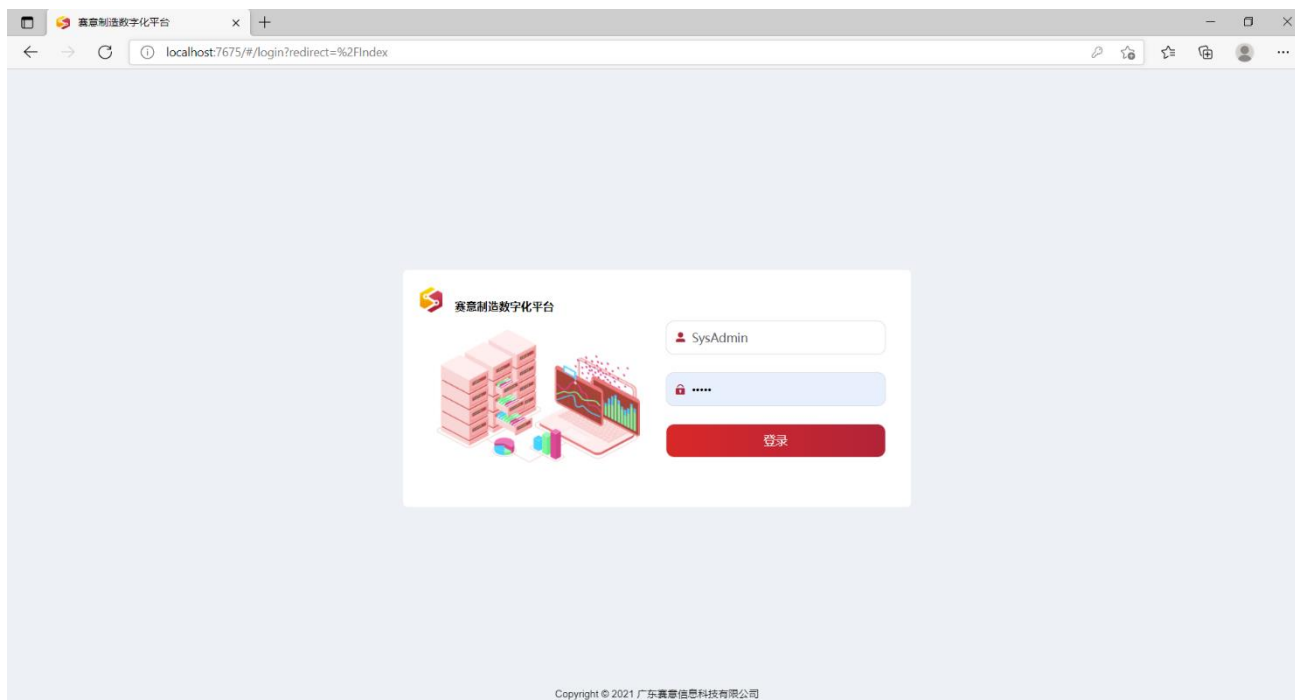 赛意制造数字化平台
localhost:7675/#/login?redirect=%2FIndex
赛意制造数字化平台
SysAdmin
•••••
登录
Copyright © 2021 广东赛意信息科技有限公司